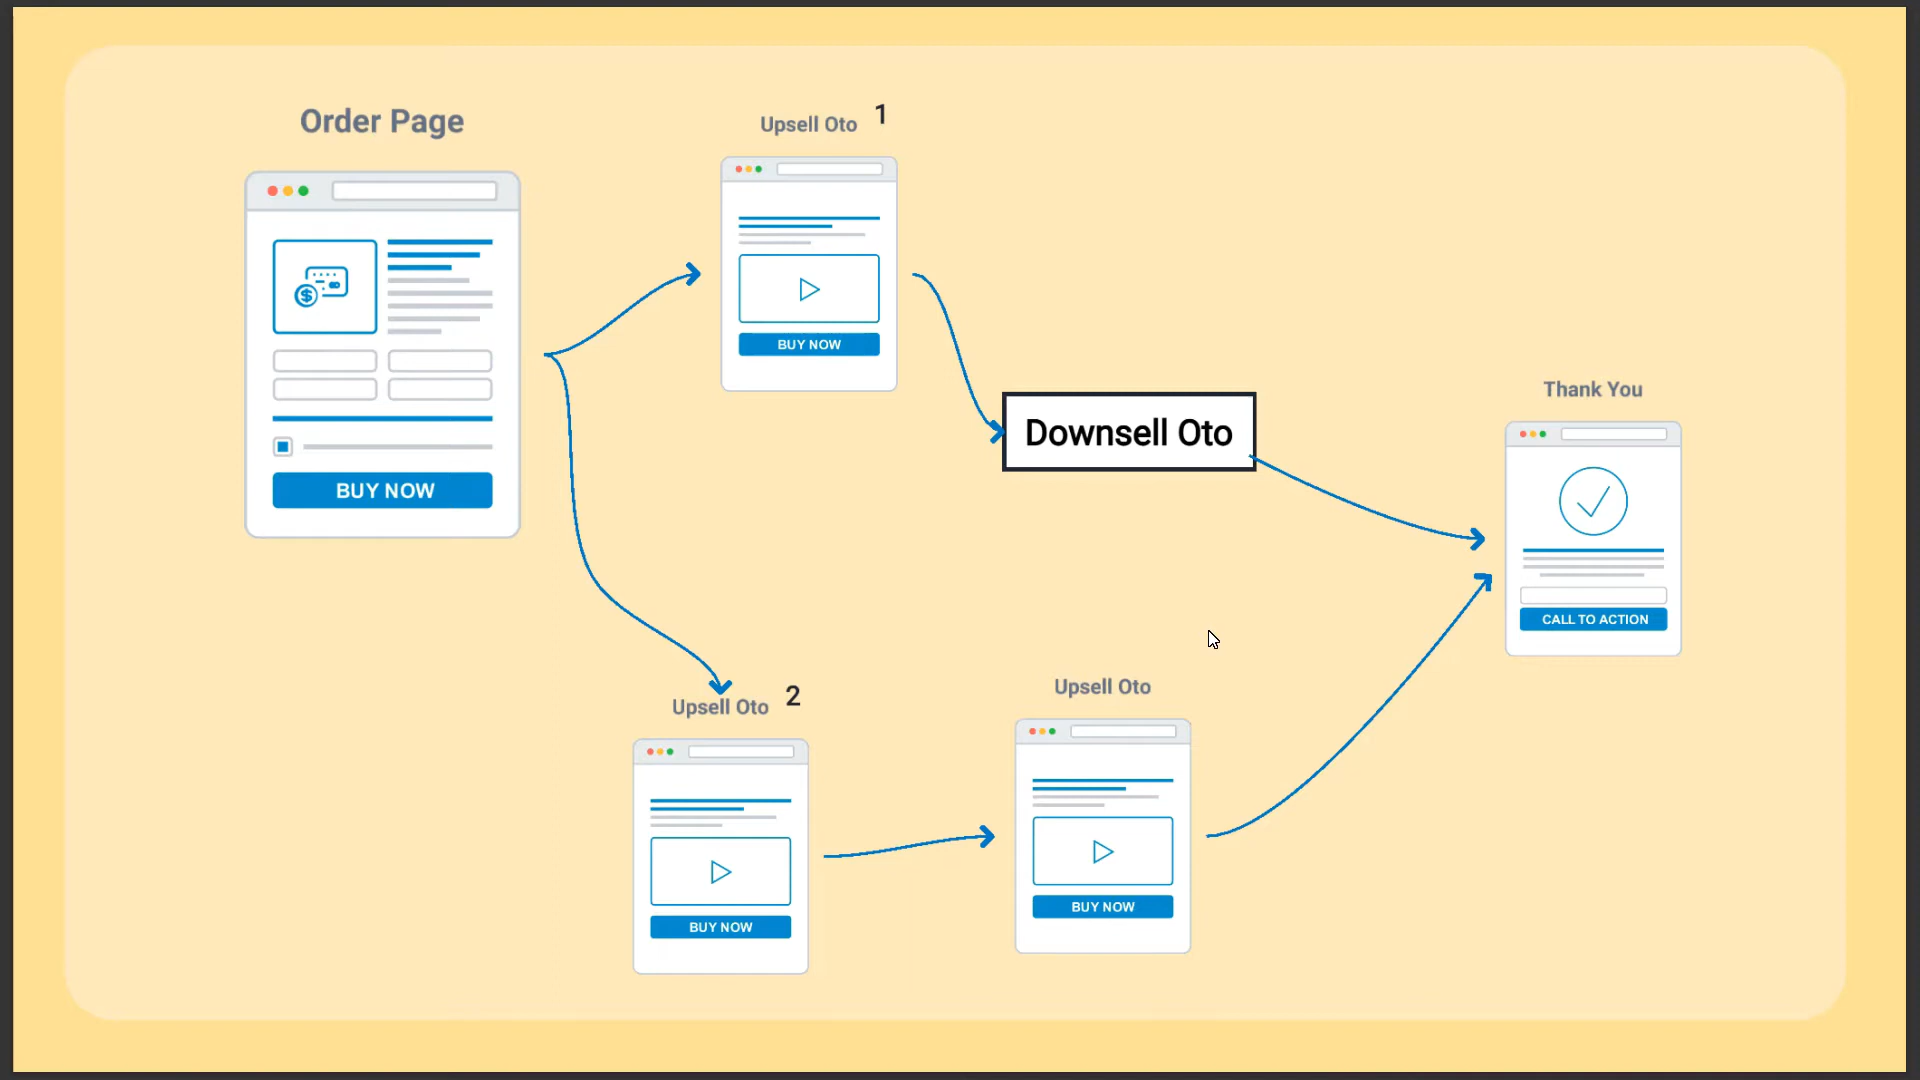 Order Page
BUY NOW
Upsell Oto 1
BUY NOW
Downsell Oto
Thank You
CALL TO ACTION
Upsell Oto 2
BUY NOW
Upsell Oto
BUY NOW